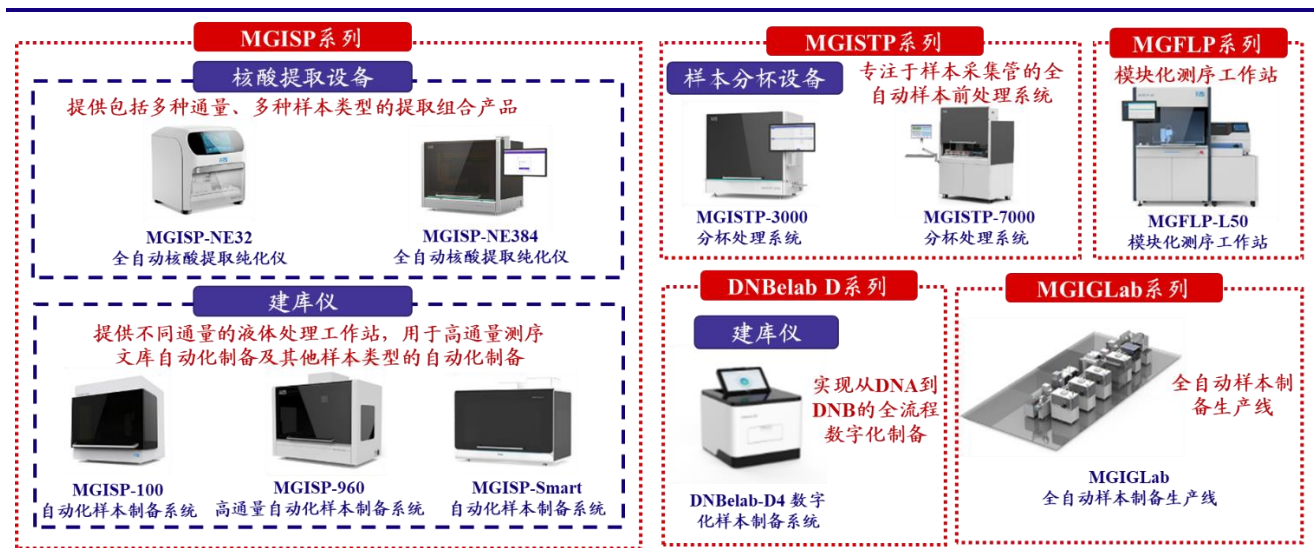 MGISP系列
核酸提取设备
提供包括多种通量、多种样本类型的提取组合产品
MGISP-NE32
全自动核酸提取纯化仪
MGISP-NE384
全自动核酸提取纯化仪
建库仪
提供不同通量的液体处理工作站，用于高通量测序
文库自动化制备及其他样本类型的自动化制备
MGISP-100
自动化样本制备系统
MGISP-960
高通量自动化样本制备系统
MGISP-Smart
自动化样本制备系统
MGISTP系列
样本分杯设备
专注于样本采集管的全
自动样本前处理系统
MGISTP-3000
分杯处理系统
MGISTP-7000
分杯处理系统
MGFLP系列
模块化测序工作站
MGFLP-L50
模块化测序工作站
DNBelab D系列
建库仪
实现从DNA到
DNB的全流程
数字化制备
DNBelab-D4 数字
化样本制备系统
MGIGLab系列
全自动样本制
备生产线
MGIGLab
全自动样本制备生产线